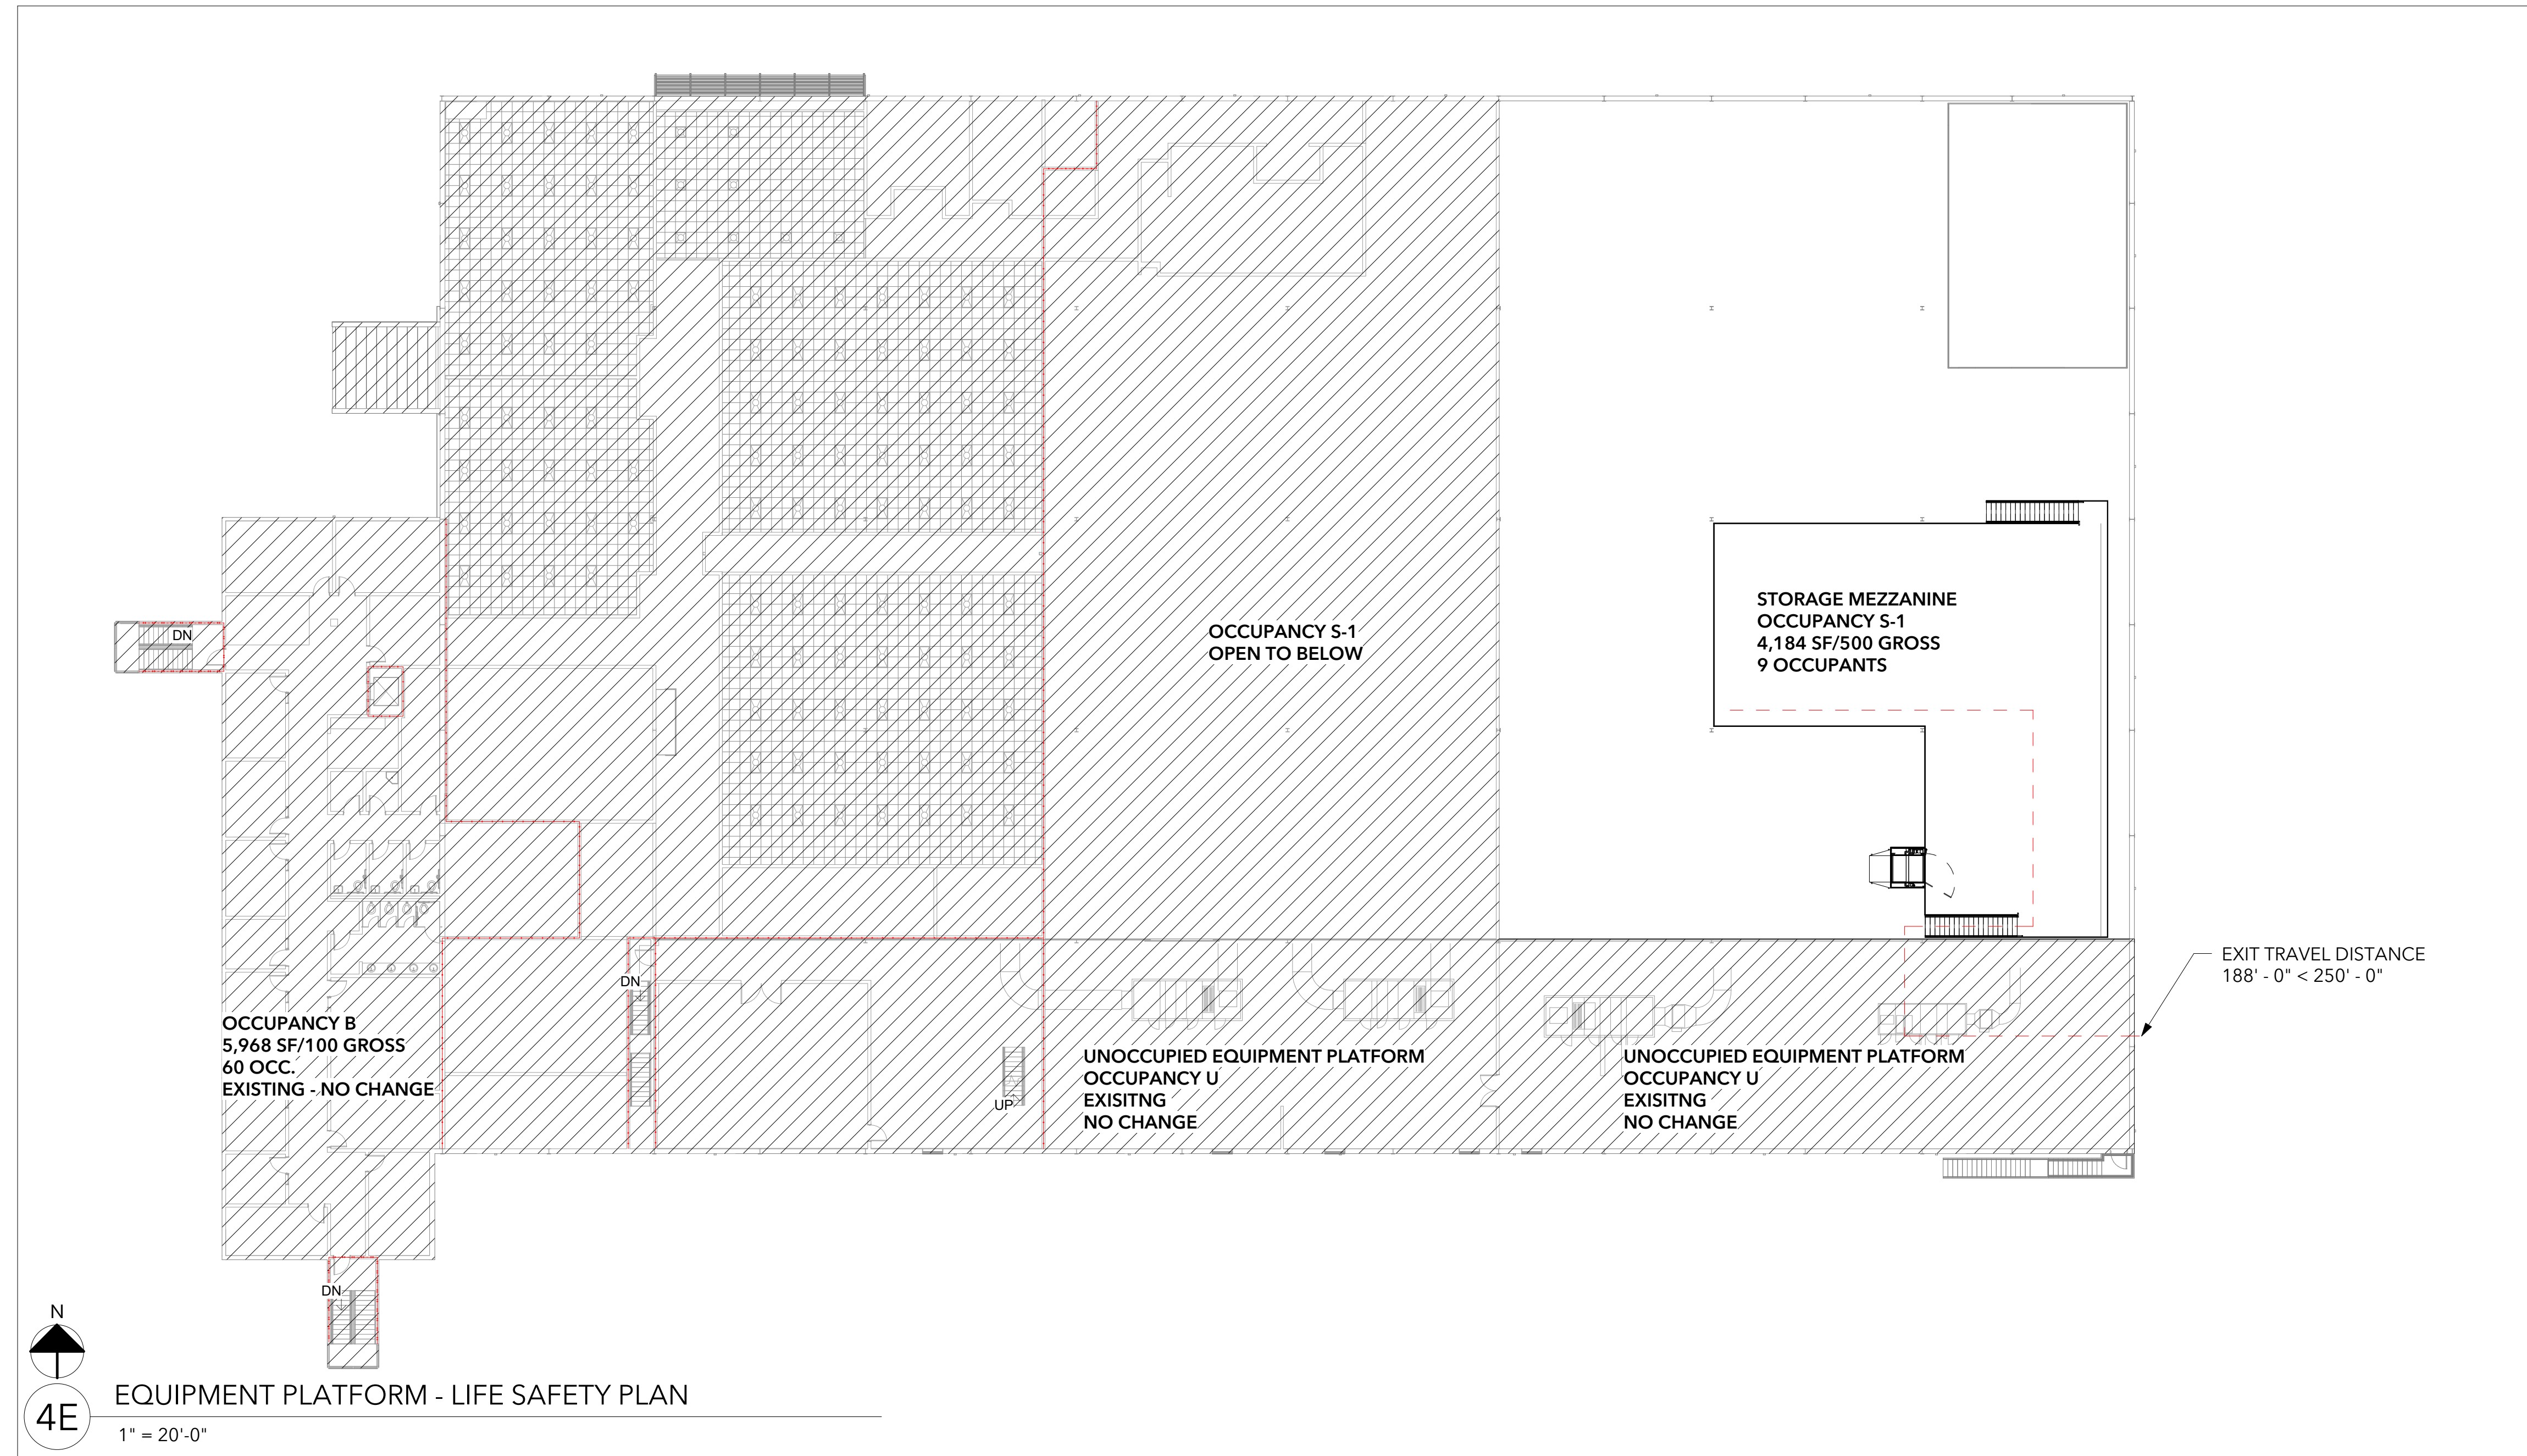 DN
OCCUPANCY S-1
OPEN TO BELOW
STORAGE MEZZANINE
OCCUPANCY S-1
4,184 SF/500 GROSS
9 OCCUPANTS
DN
EXIT TRAVEL DISTANCE
188' - 0" < 250' - 0"
OCCUPANCY B
5,968 SF/100 GROSS
60 OCC.
EXISTING - NO CHANGE
UP
UNOCCUPIED EQUIPMENT PLATFORM
OCCUPANCY U
EXISITNG
NO CHANGE
UNOCCUPIED EQUIPMENT PLATFORM
OCCUPANCY U
EXISITNG
NO CHANGE
DN
N
4E
EQUIPMENT PLATFORM - LIFE SAFETY PLAN
1" = 20'-0"